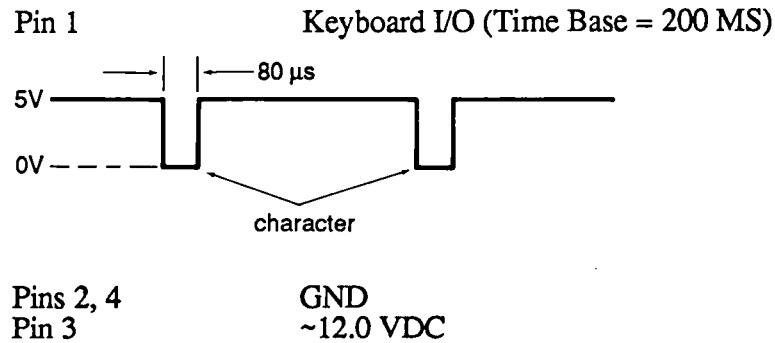 Pin 1 Keyboard I/O (Time Base = 200 MS)
80 µs
5V
0V
character
Pins 2, 4 GND
Pin 3 ~12.0 VDC